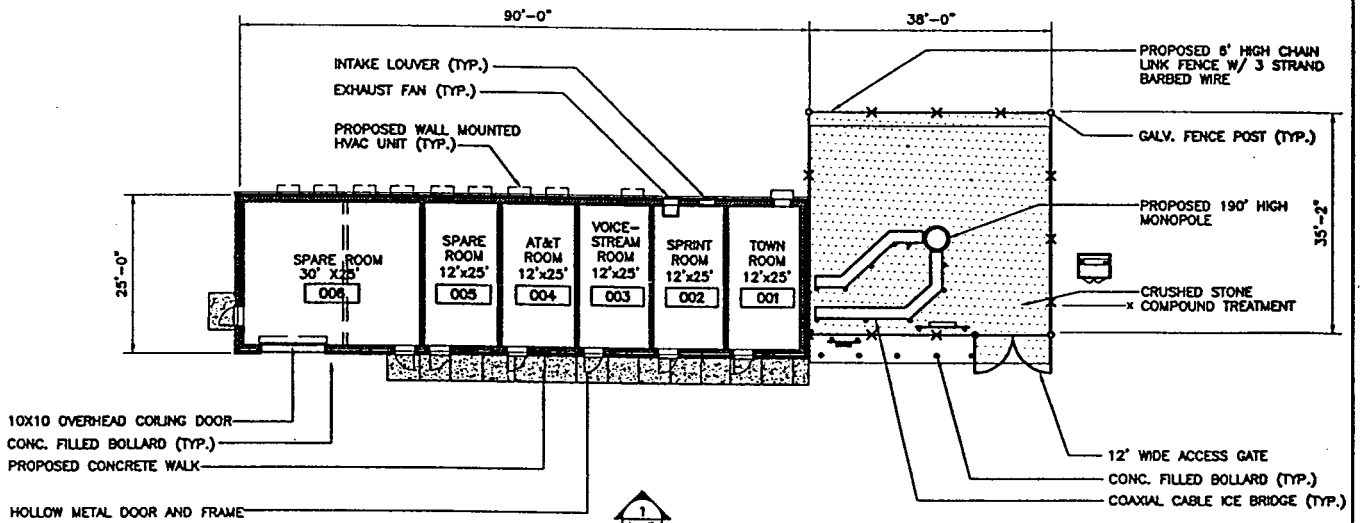 90'-0"
38'-0"
INTAKE LOUVER (TYP.)
EXHAUST FAN (TYP.)
PROPOSED WALL MOUNTED
HVAC UNIT (TYP.)
PROPOSED 6' HIGH CHAIN
LINK FENCE W/ 3 STRAND
BARBED WIRE
GALV. FENCE POST (TYP.)
PROPOSED 190' HIGH
MONOPOLE
35'-2"
CRUSHED STONE
COMPOUND TREATMENT
25'-0"
SPARE ROOM
30' X25'
006
SPARE
ROOM
12'x25'
005
AT&T
ROOM
12'x25'
004
VOICE-
STREAM
ROOM
12'x25'
003
SPRINT
ROOM
12'x25'
002
TOWN
ROOM
12'x25'
001
10X10 OVERHEAD COILING DOOR
CONC. FILLED BOLLARD (TYP.)
PROPOSED CONCRETE WALK
HOLLOW METAL DOOR AND FRAME
1
12' WIDE ACCESS GATE
CONC. FILLED BOLLARD (TYP.)
COAXIAL CABLE ICE BRIDGE (TYP.)